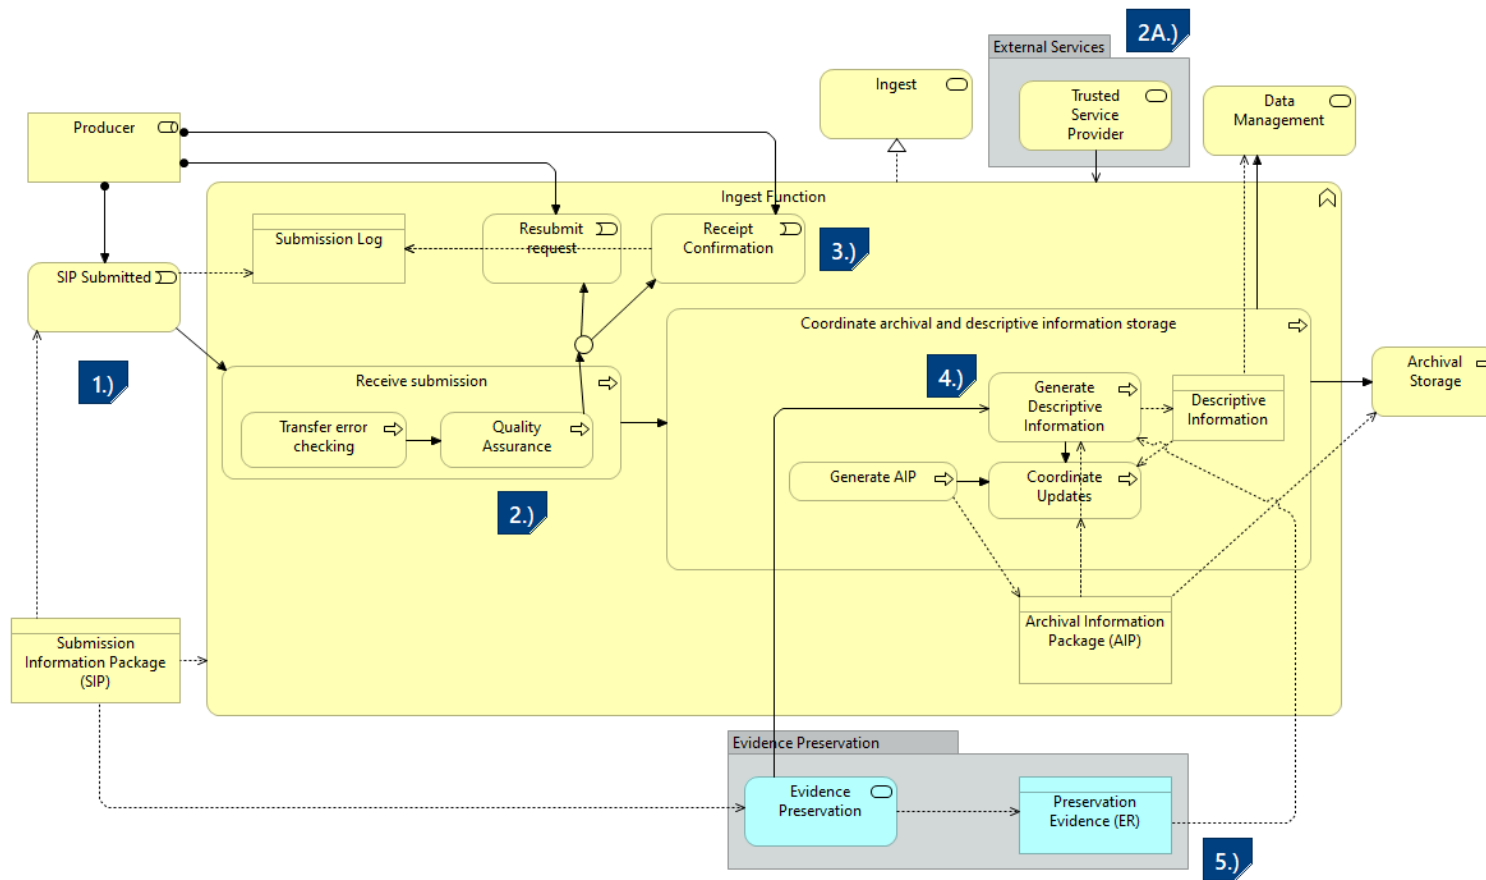 2A.)
External Services
Ingest
Trusted
Service
Provider
Data
Management
Producer
Ingest Function
Submission Log
Resubmit
request
Receipt
Confirmation
3.)
SIP Submitted
Coordinate archival and descriptive information storage
1.)
Receive submission
4.)
Generate
Descriptive
Information
Descriptive
Information
Archival
Storage
Transfer error
checking
Quality
Assurance
Generate AIP
Coordinate
Updates
2.)
Submission
Information Package
(SIP)
Archival Information
Package (AIP)
Evidence Preservation
Evidence
Preservation
Preservation
Evidence (ER)
5.)